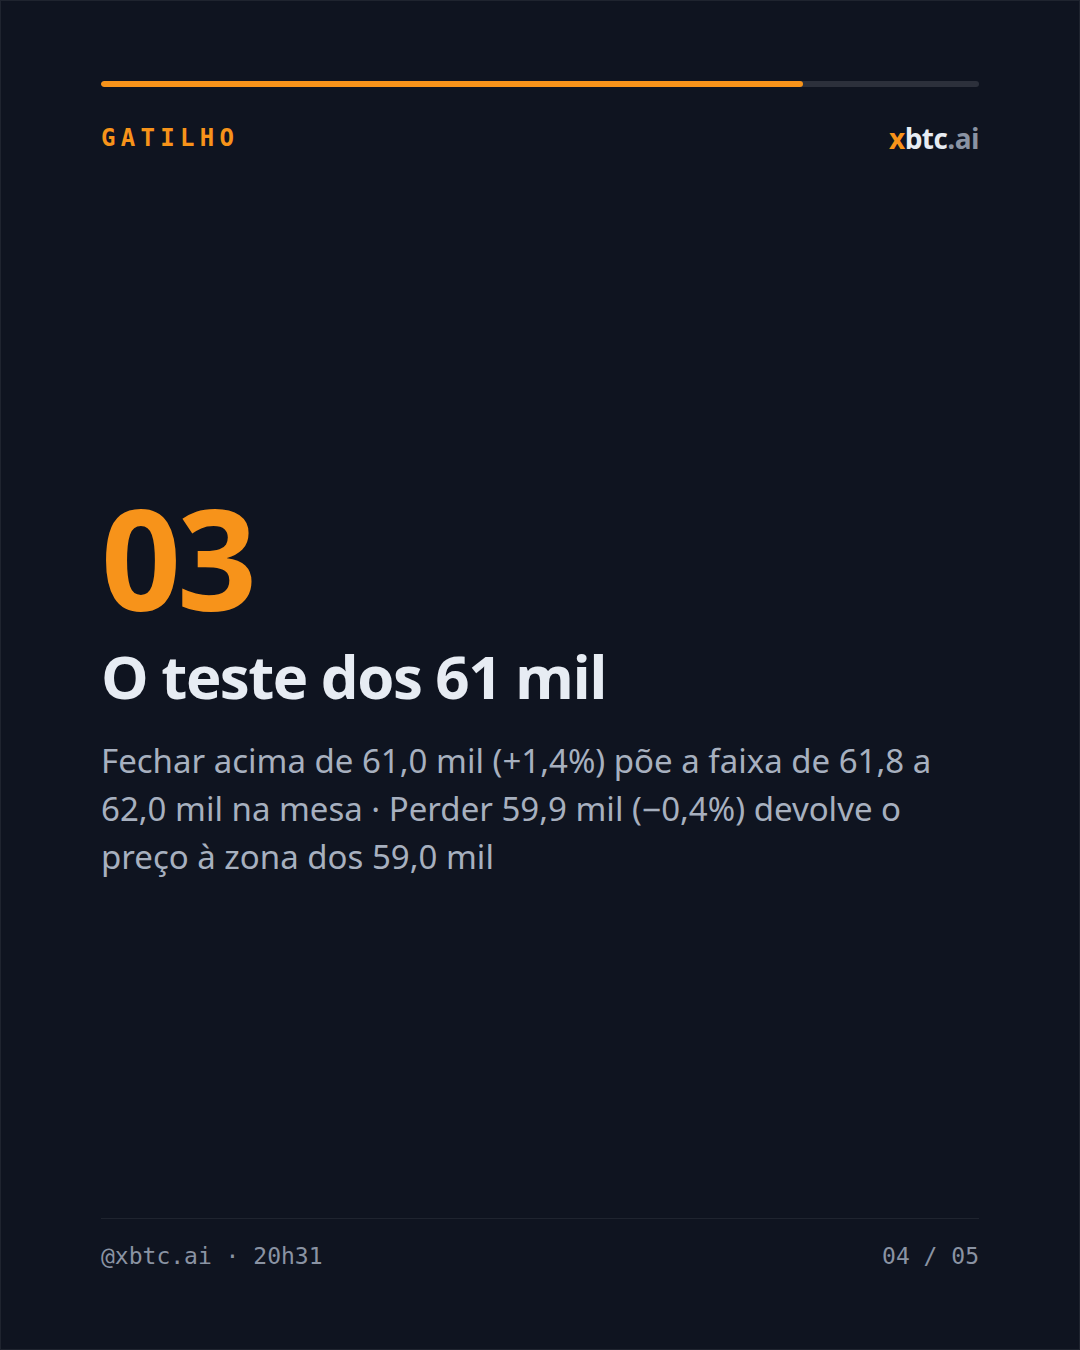 GATILHO
xbtc.ai
03
O teste dos 61 mil
Fechar acima de 61,0 mil (+1,4%) põe a faixa de 61,8 a
62,0 mil na mesa · Perder 59,9 mil (−0,4%) devolve o
preço à zona dos 59,0 mil
@xbtc.ai · 20h31
04 / 05